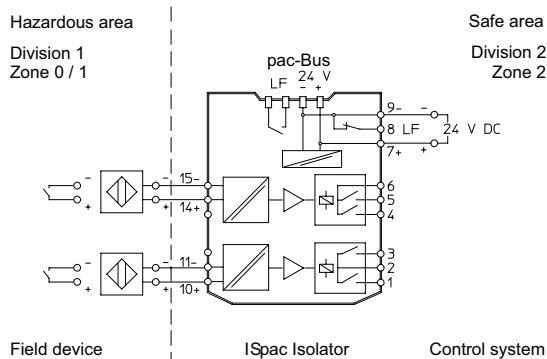 Hazardous area
Safe area
Division 1
Zone 0 / 1
Division 2
Zone 2
pac-Bus
LF 24 V
- +
9- -
8 LF 24 V DC
7+ +
- - 15- 6
5
+ + 14+ 4
3
- - 11- 2
+ + 10+ 1
Field device
ISpac Isolator
Control system